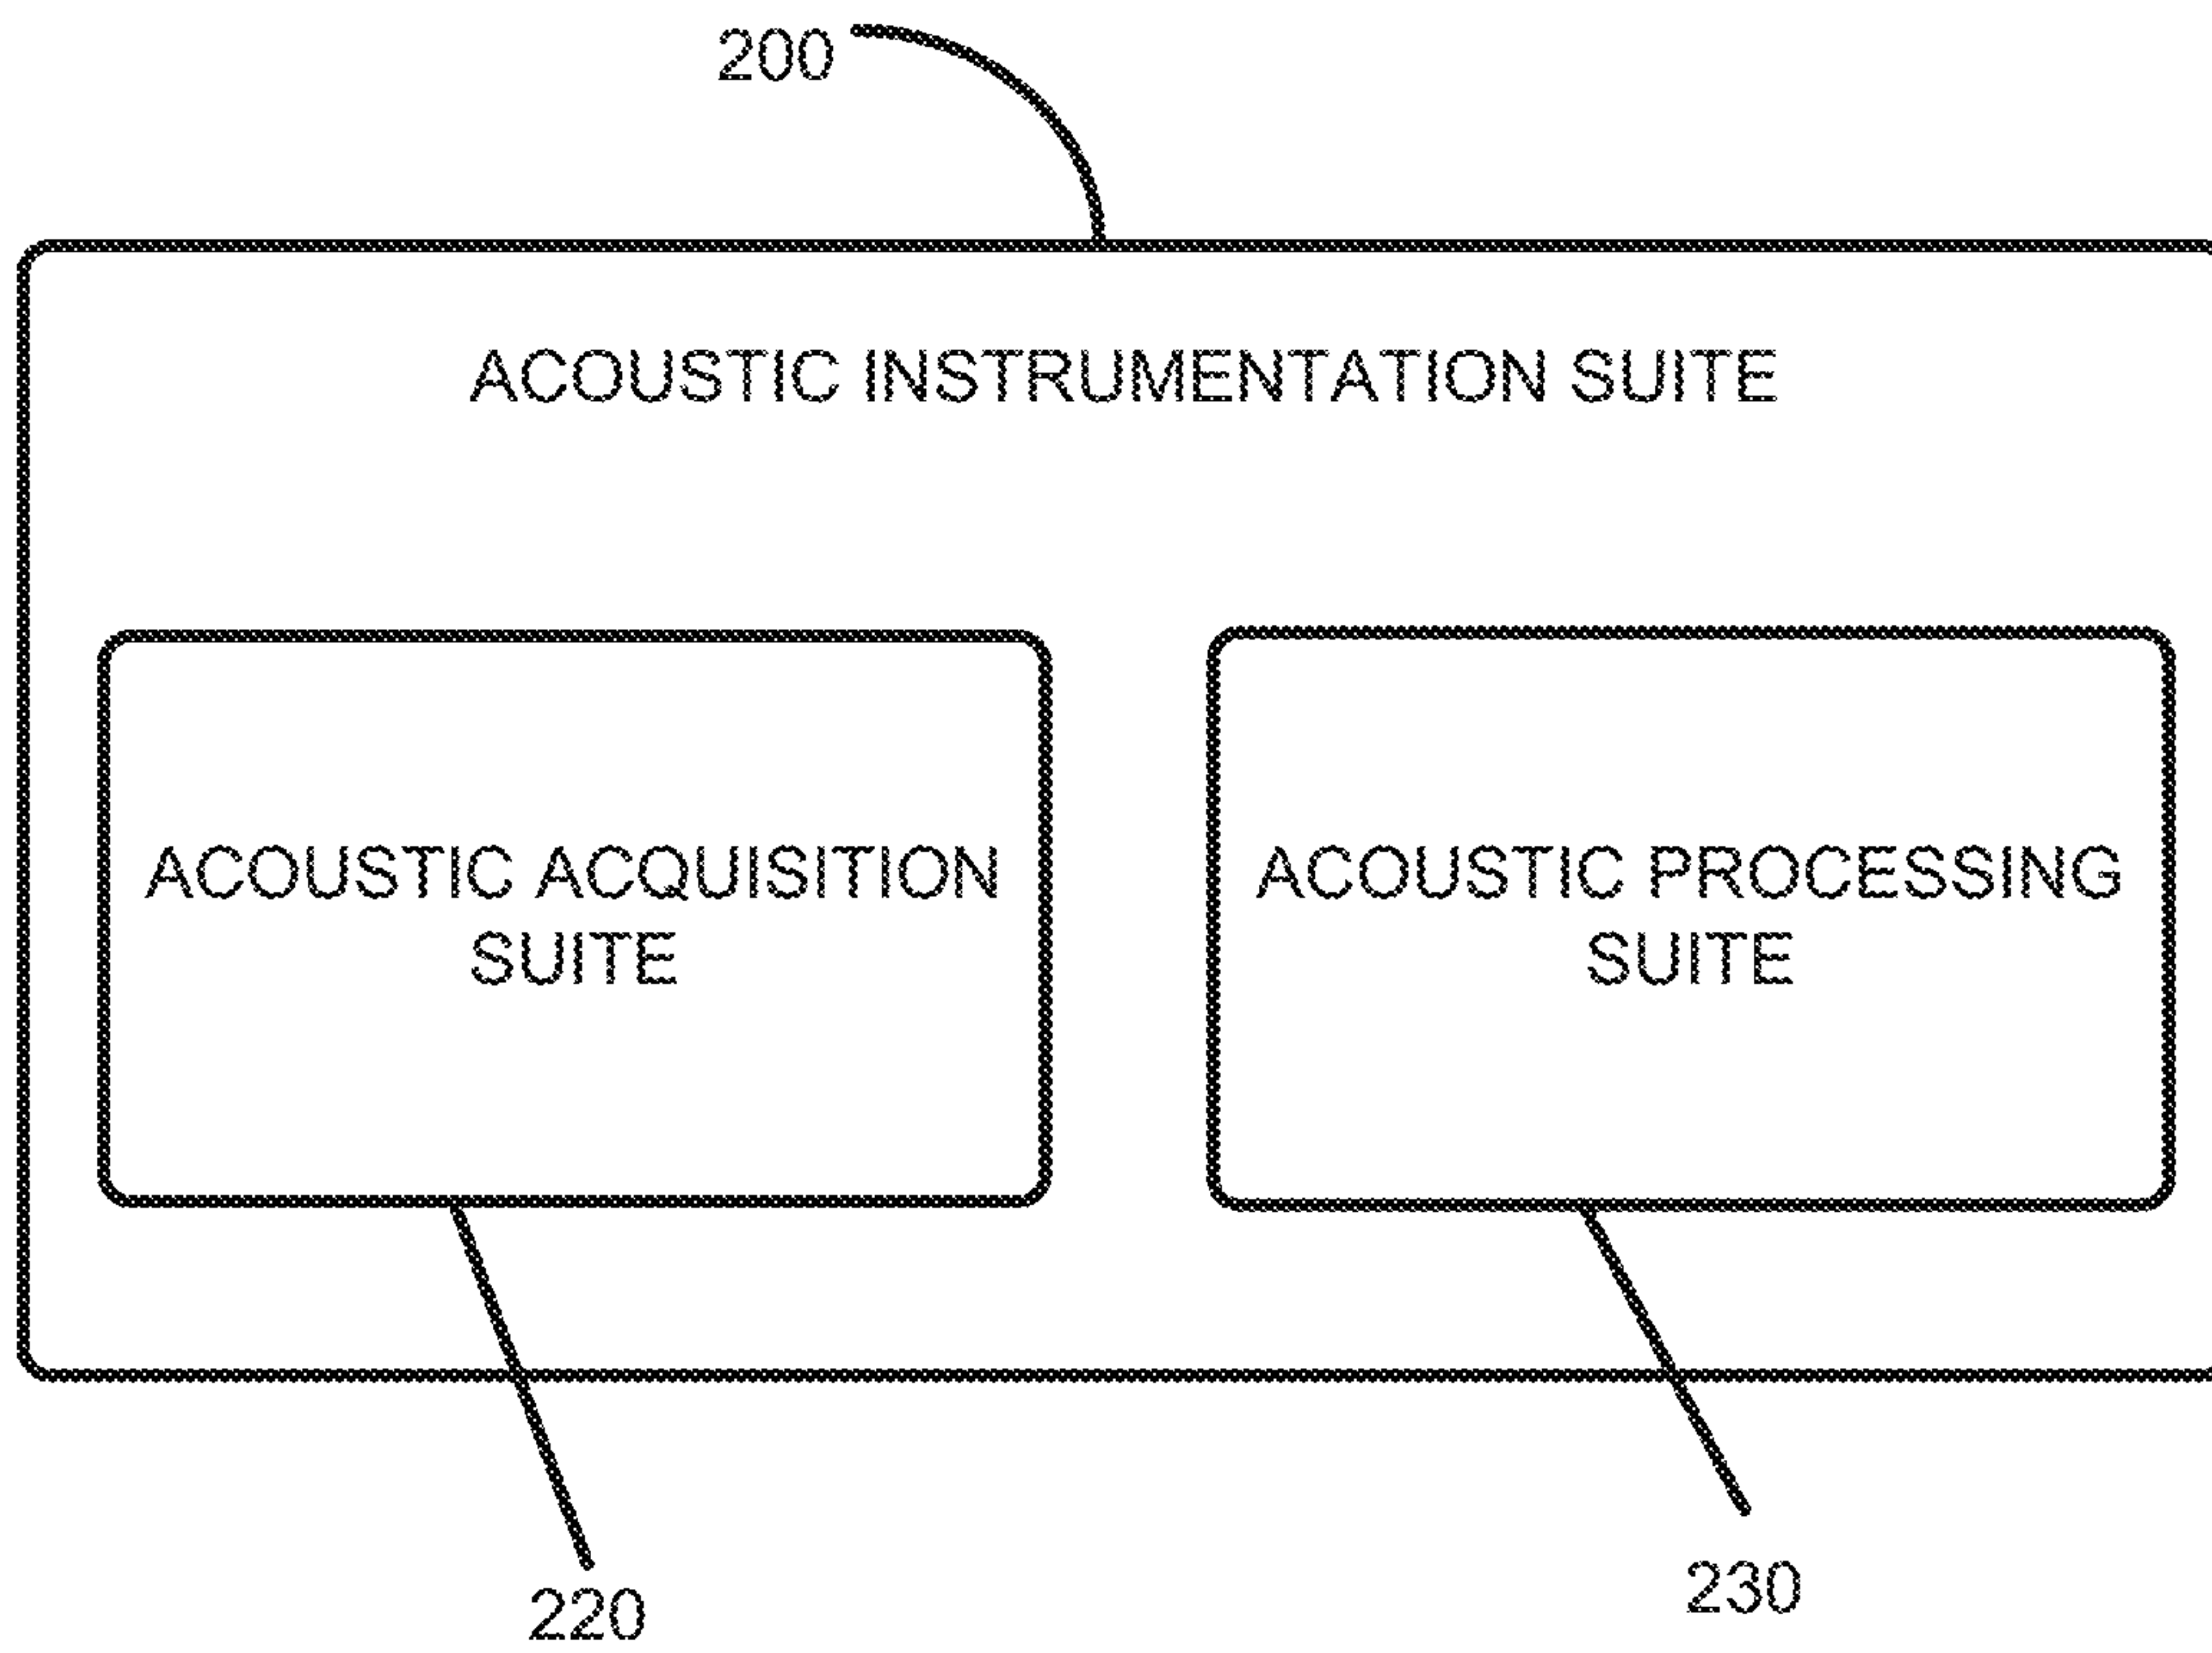 200
ACOUSTIC INSTRUMENTATION SUITE
ACOUSTIC ACQUISITION
SUITE
ACOUSTIC PROCESSING
SUITE
220
230